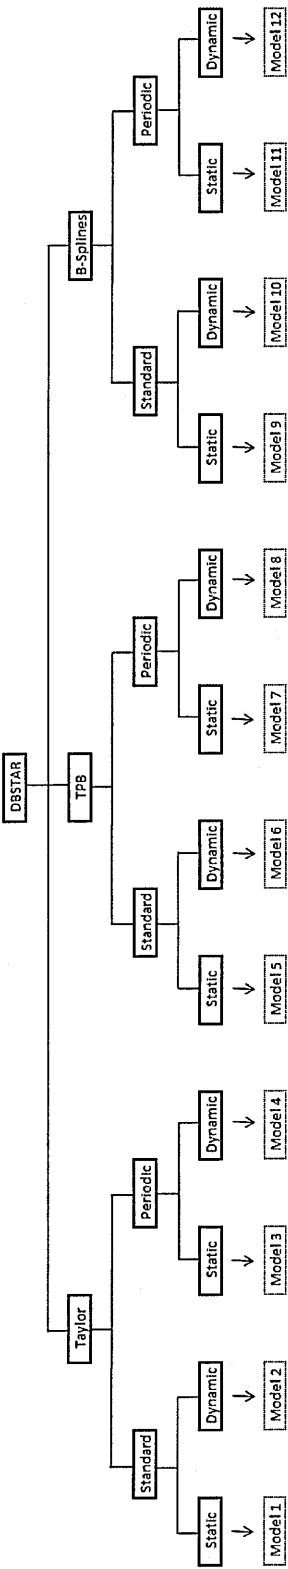 DBSTAR
Taylor
TPB
B-Splines
Standard
Periodic
Standard
Periodic
Standard
Periodic
Static
Dynamic
Static
Dynamic
Static
Dynamic
Static
Dynamic
Static
Dynamic
Static
Dynamic
Model 1
Model 2
Model 3
Model 4
Model 5
Model 6
Model 7
Model 8
Model 9
Model 10
Model 11
Model 12